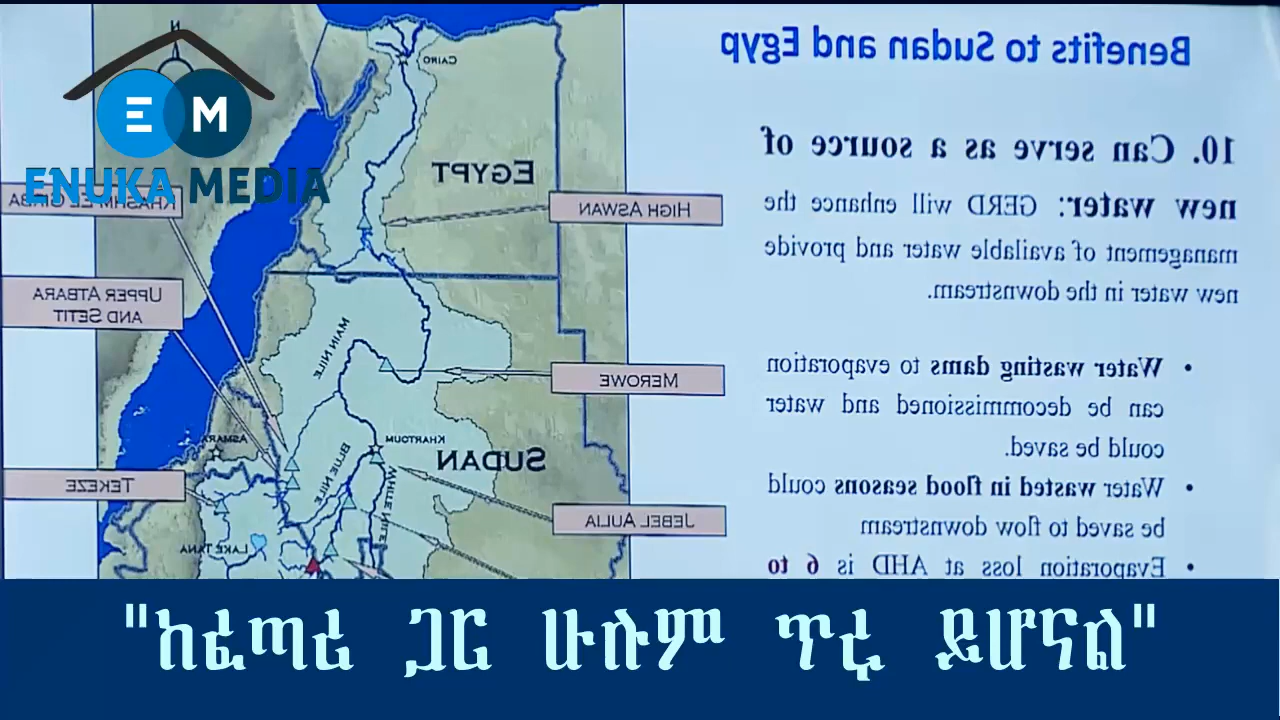 Benefits to Sudan and Egyp
10. Can serve as a source of
new water: GERD will enhance the
management of available water and provide
new water in the downstream.
• Water wasting dams to evaporation
can be decommissioned and water
could be saved.
• Water wasted in flood seasons could
be saved to flow downstream
• Evaporation loss at AHD is 6 to
N
CAIRO
EGYPT
HIGH ASWAN
KHASHM EL GIRBA
UPPER ATBARA
AND SETIT
MAIN NILE
MEROWE
ASMARA
KHARTOUM
SUDAN
BLUE NILE
WHITE NILE
TEKEZE
JEBEL AULIA
LAKE TANA
E M
ENUKA MEDIA
"ከፈጣሪ ጋር ሁሉም ጥሩ ይሆናል"